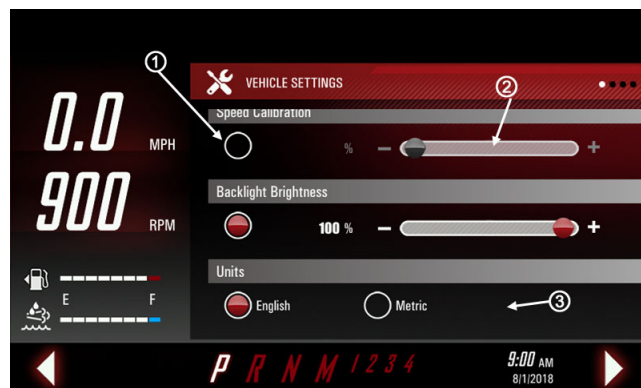 ①
VEHICLE SETTINGS
②
Speed Calibration
% − +
0.0 MPH
900 RPM
Backlight Brightness
100 % − +
Units
English Metric ③
E F
P R N M 1 2 3 4
9:00 AM
8/1/2018